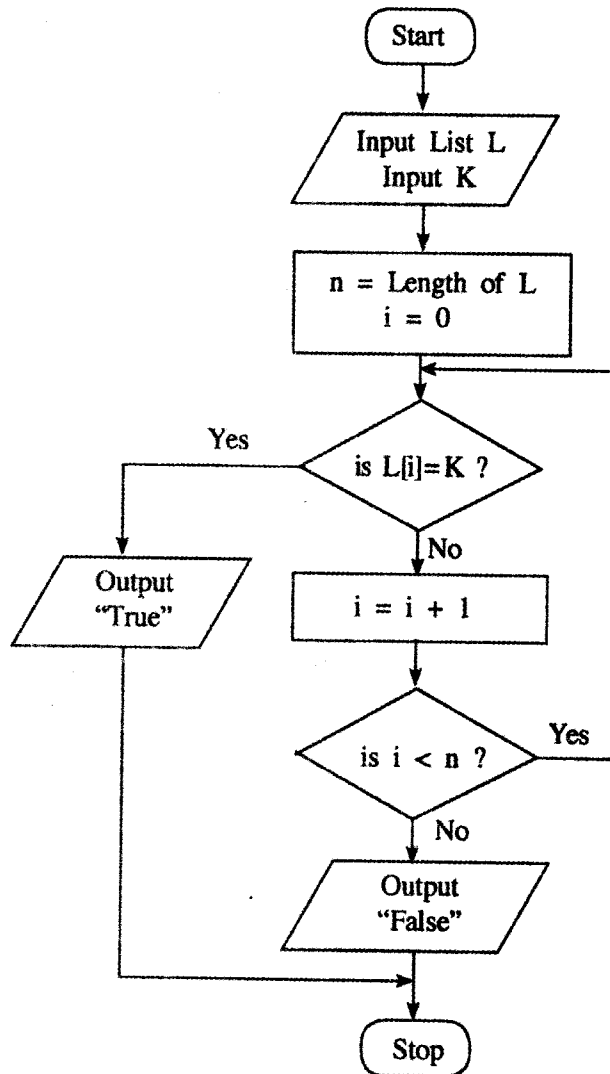 Start
Input List L
Input K
n = Length of L
i = 0
Yes
is L[i]=K ?
No
Output
“True”
i = i + 1
is i < n ?
Yes
No
Output
“False”
Stop